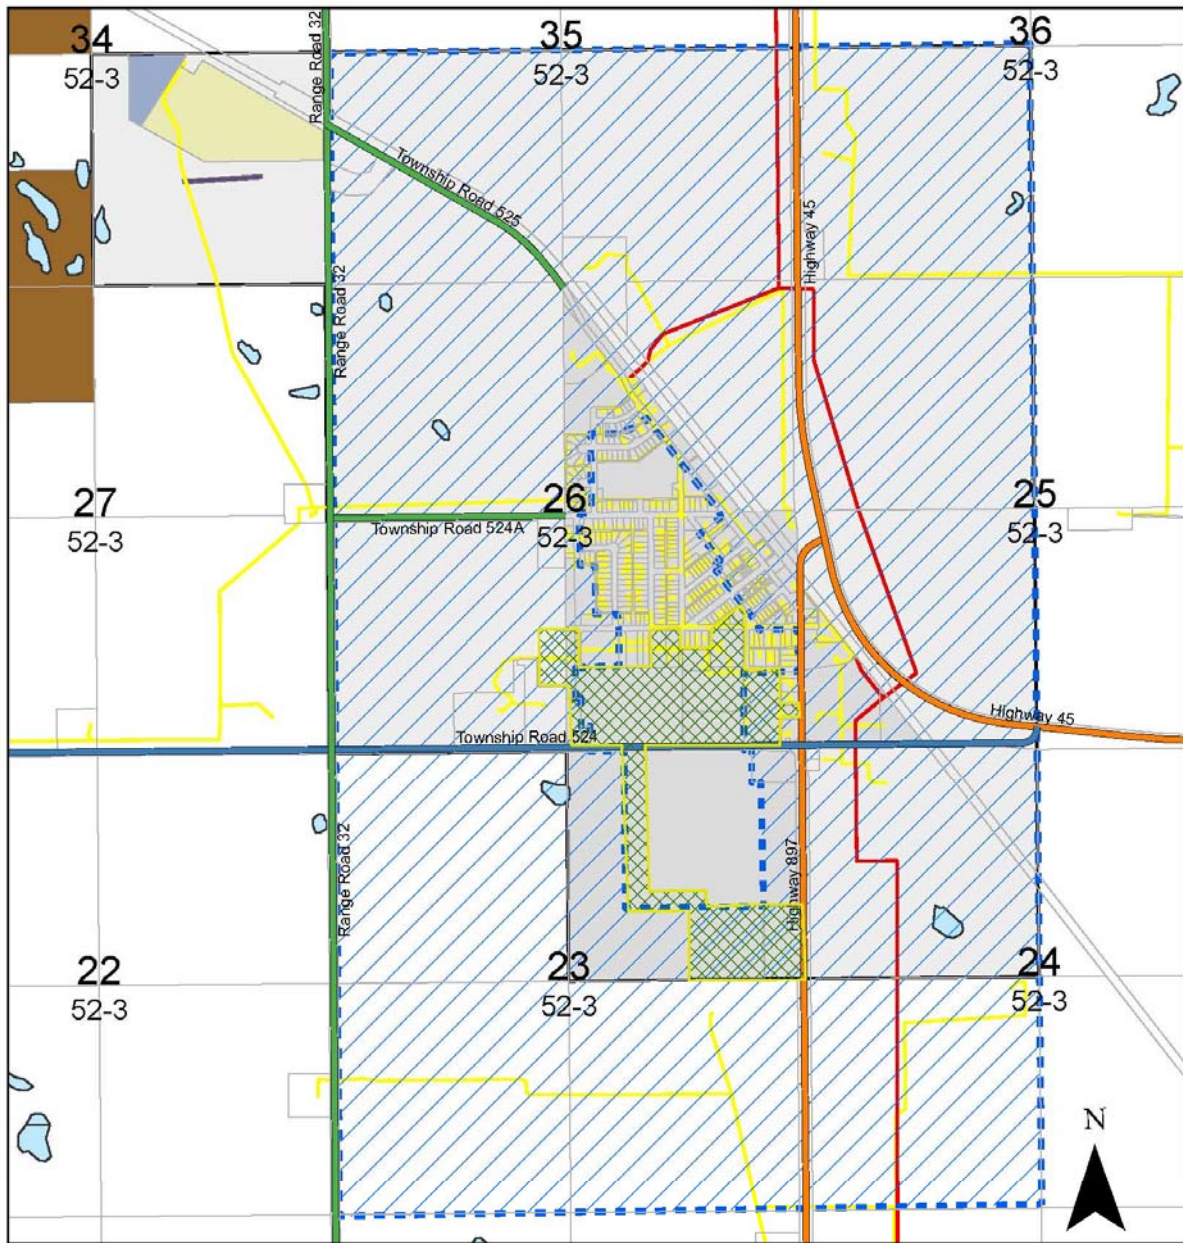 34
52-3
35
52-3
36
52-3
Range Road 32
Township Road 525
Highway 45
Range Road 32
27
52-3
26
52-3
25
52-3
Township Road 524A
Highway 45
Township Road 524
Range Road 32
Highway 897
22
52-3
23
52-3
24
52-3
N